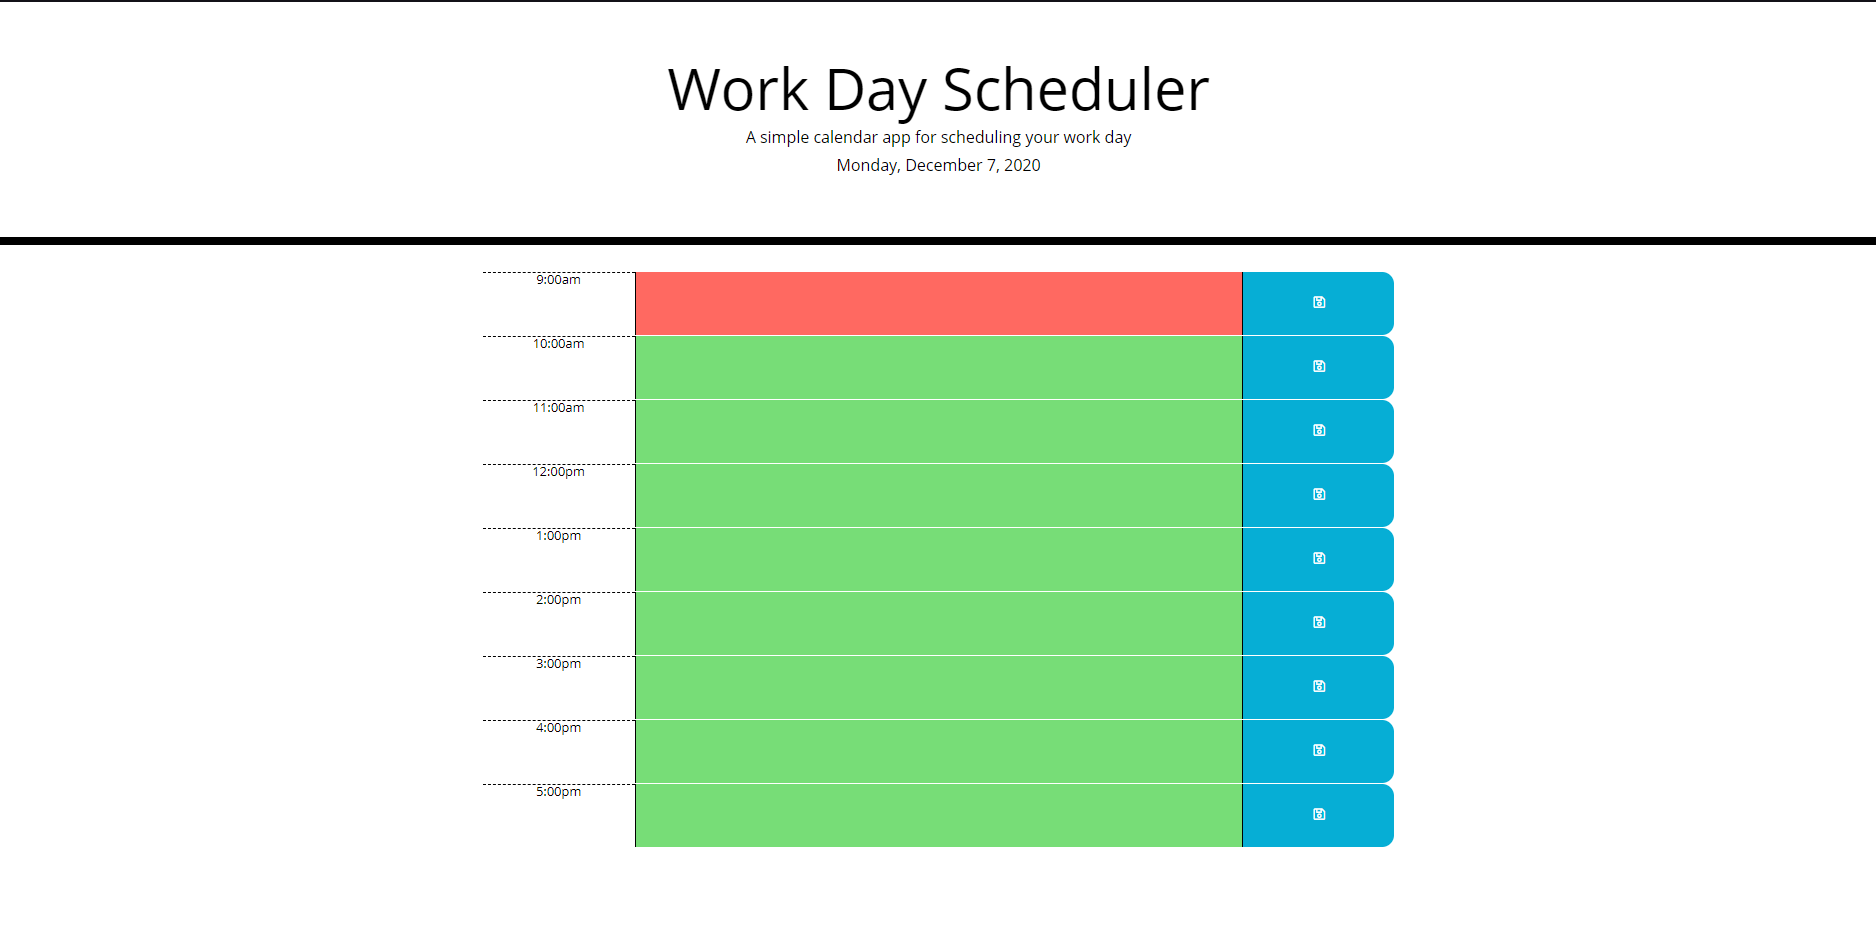 Work Day Scheduler
A simple calendar app for scheduling your work day
Monday, December 7, 2020
9:00am
10:00am
11:00am
12:00pm
1:00pm
2:00pm
3:00pm
4:00pm
5:00pm